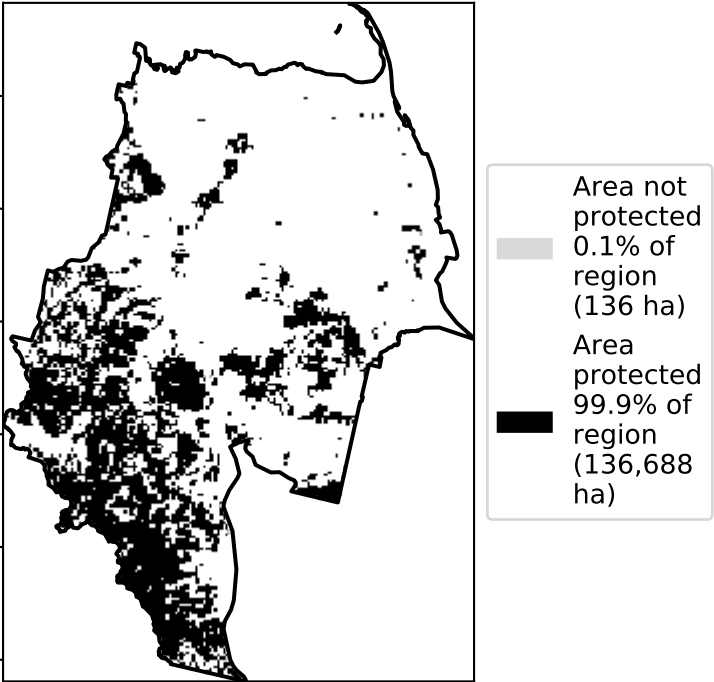 Area not
protected
0.1% of
region
(136 ha)
Area
protected
99.9% of
region
(136,688
ha)